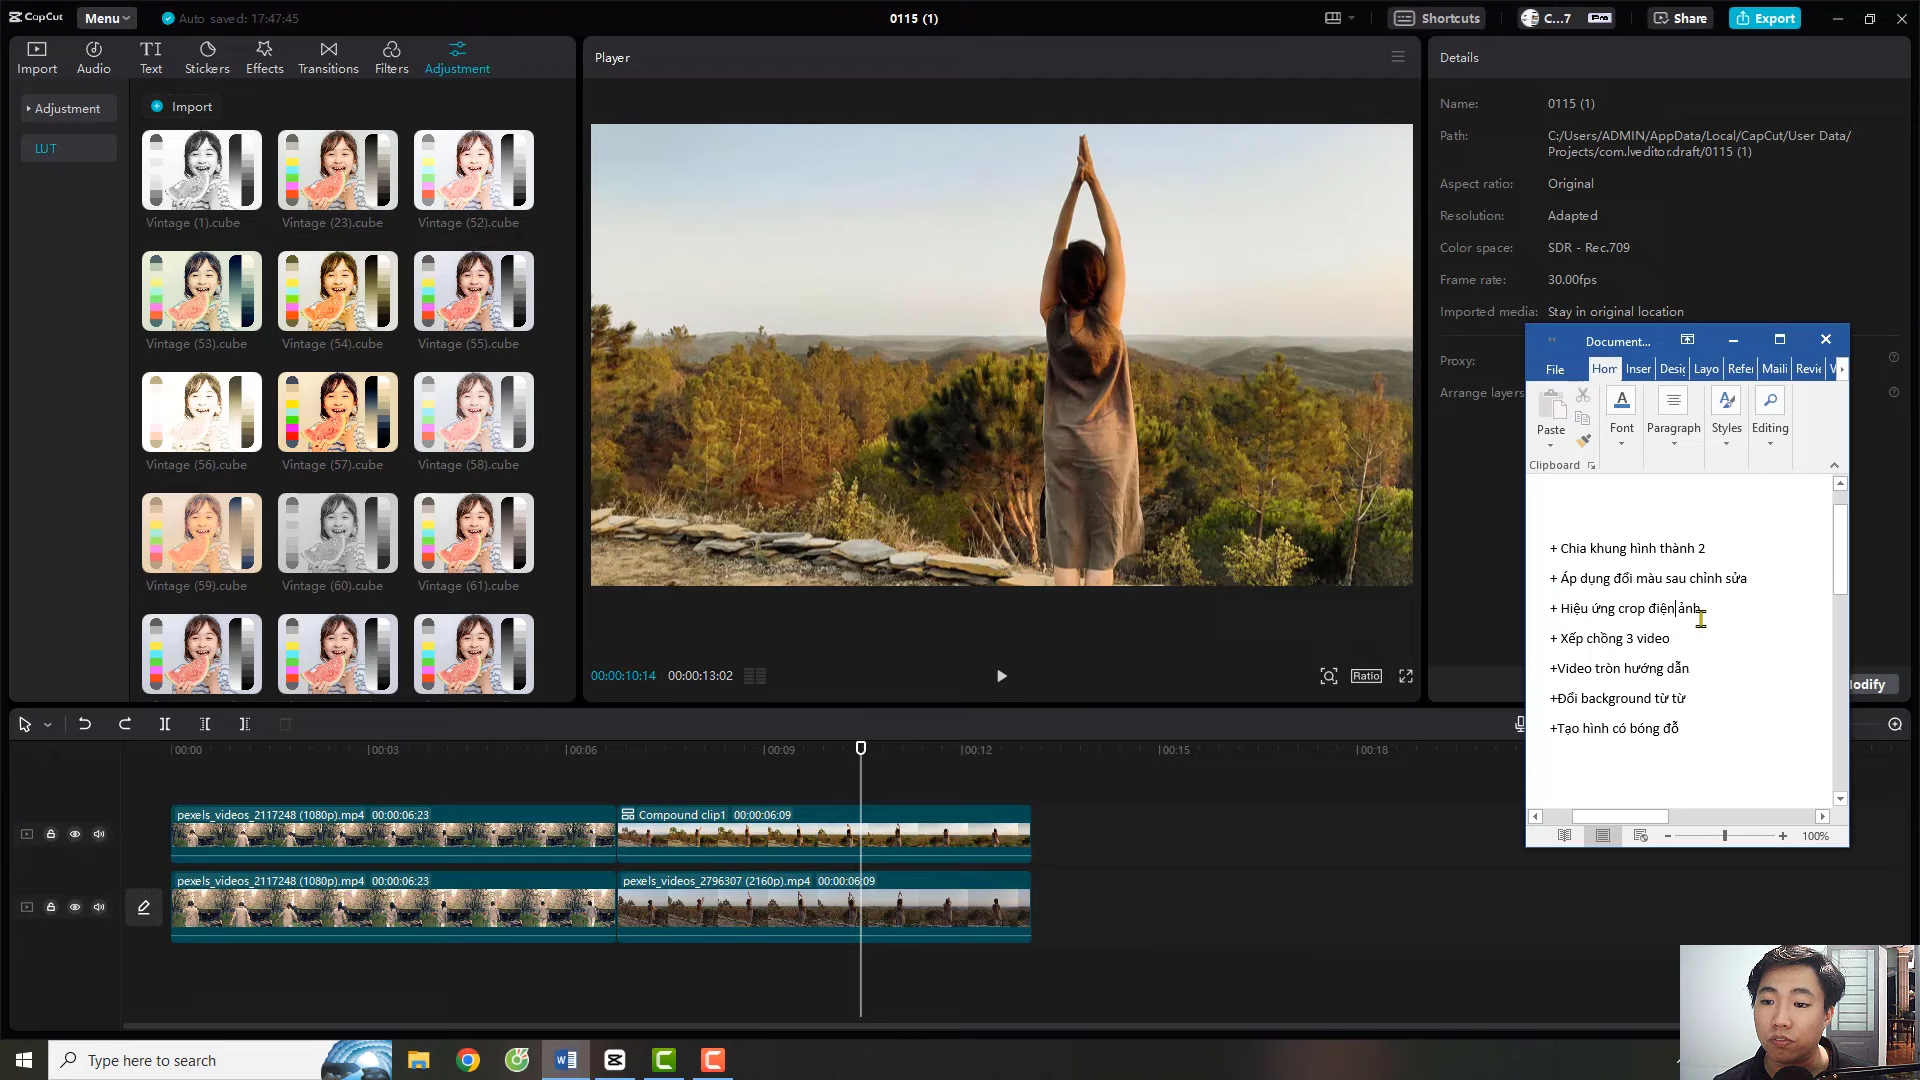 CapCut
Menu
Auto saved: 17:47:45
0115 (1)
Shortcuts
C...7
Pro
Share
Export
Import
Audio
TI
Text
Stickers
Effects
Transitions
Filters
Adjustment
Adjustment
LUT
Import
Vintage (1).cube
Vintage (23).cube
Vintage (52).cube
Vintage (53).cube
Vintage (54).cube
Vintage (55).cube
Vintage (56).cube
Vintage (57).cube
Vintage (58).cube
Vintage (59).cube
Vintage (60).cube
Vintage (61).cube
Player
00:00:10:14
00:00:13:02
Ratio
Details
Name:
0115 (1)
Path:
C:/Users/ADMIN/AppData/Local/CapCut/User Data/
Projects/com.lveditor.draft/0115 (1)
Aspect ratio:
Original
Resolution:
Adapted
Color space:
SDR - Rec.709
Frame rate:
30.00fps
Imported media:
Stay in original location
Proxy:
Arrange layers
odify
Document...
File
Hom
Inser
Desig
Layo
Refer
Maili
Revie
Paste
Font
Paragraph
Styles
Editing
Clipboard
+ Chia khung hình thành 2
+ Áp dụng đổi màu sau chỉnh sửa
+ Hiệu ứng crop điện ảnh
+ Xếp chồng 3 video
+Video tròn hướng dẫn
+Đổi background từ từ
+Tạo hình có bóng đỗ
100%
00:00
00:03
00:06
00:09
00:12
00:15
00:18
pexels_videos_2117248 (1080p).mp4 00:00:06:23
Compound clip1 00:00:06:09
pexels_videos_2117248 (1080p).mp4 00:00:06:23
pexels_videos_2796307 (2160p).mp4 00:00:06:09
Type here to search